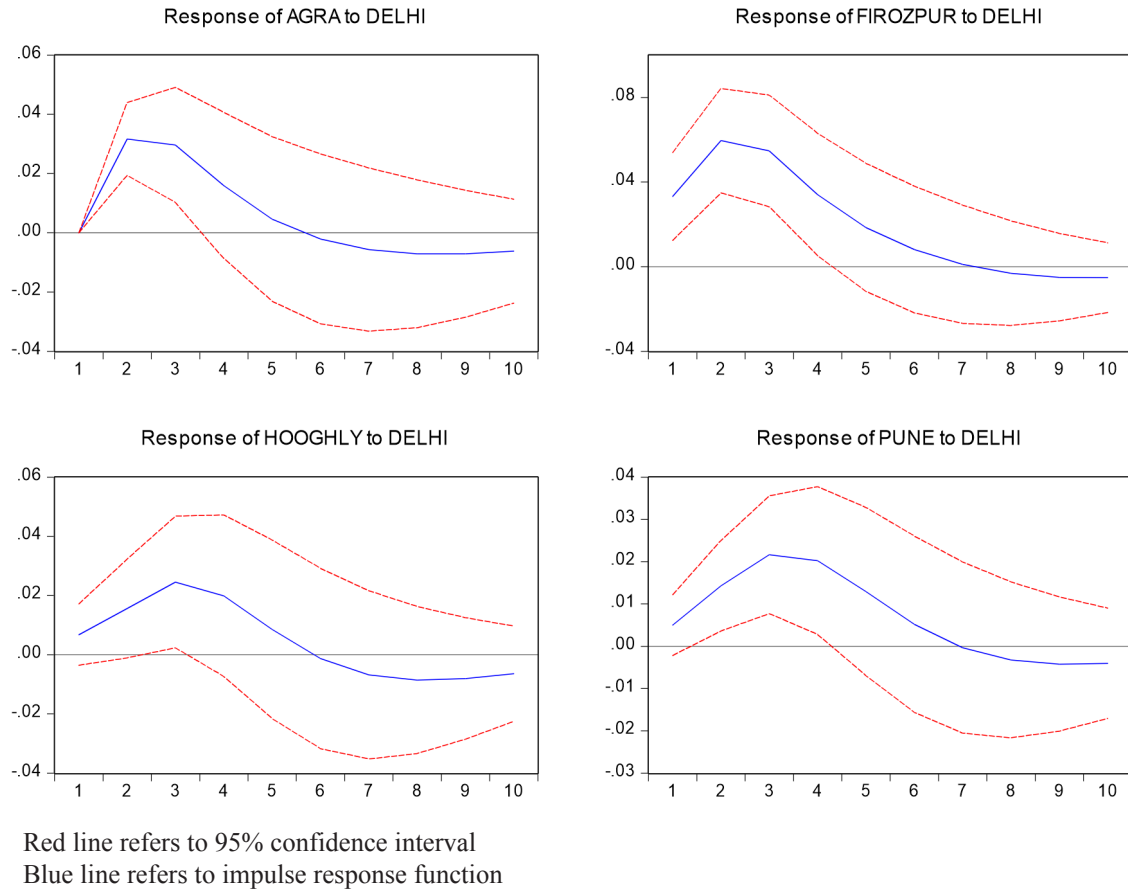 Response of AGRA to DELHI
.06
.04
.02
.00
-.02
-.04
1 2 3 4 5 6 7 8 9 10
Response of FIROZPUR to DELHI
.08
.04
.00
-.04
1 2 3 4 5 6 7 8 9 10
Response of HOOGHLY to DELHI
.06
.04
.02
.00
-.02
-.04
1 2 3 4 5 6 7 8 9 10
Response of PUNE to DELHI
.04
.03
.02
.01
.00
-.01
-.02
-.03
1 2 3 4 5 6 7 8 9 10
Red line refers to 95% confidence interval
Blue line refers to impulse response function